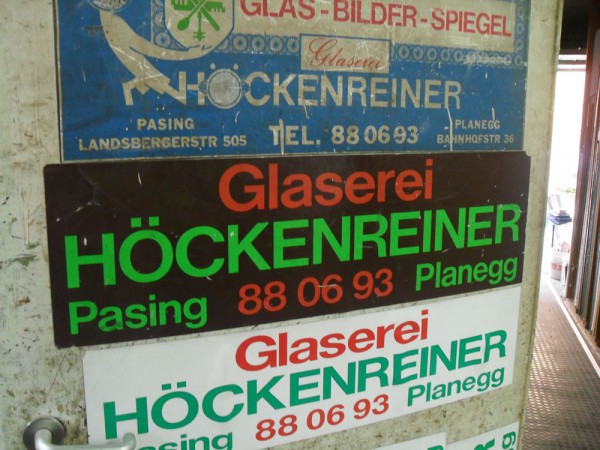 GLAS - BILDER - SPIEGEL
Glaserei
HÖCKENREINER
PASING TEL. 88 06 93 PLANEGG
LANDSBERGERSTR 505 BAHNHOFSTR 36
Glaserei
HÖCKENREINER
Pasing 88 06 93 Planegg
Glaserei
HÖCKENREINER
Pasing 88 06 93 Planegg